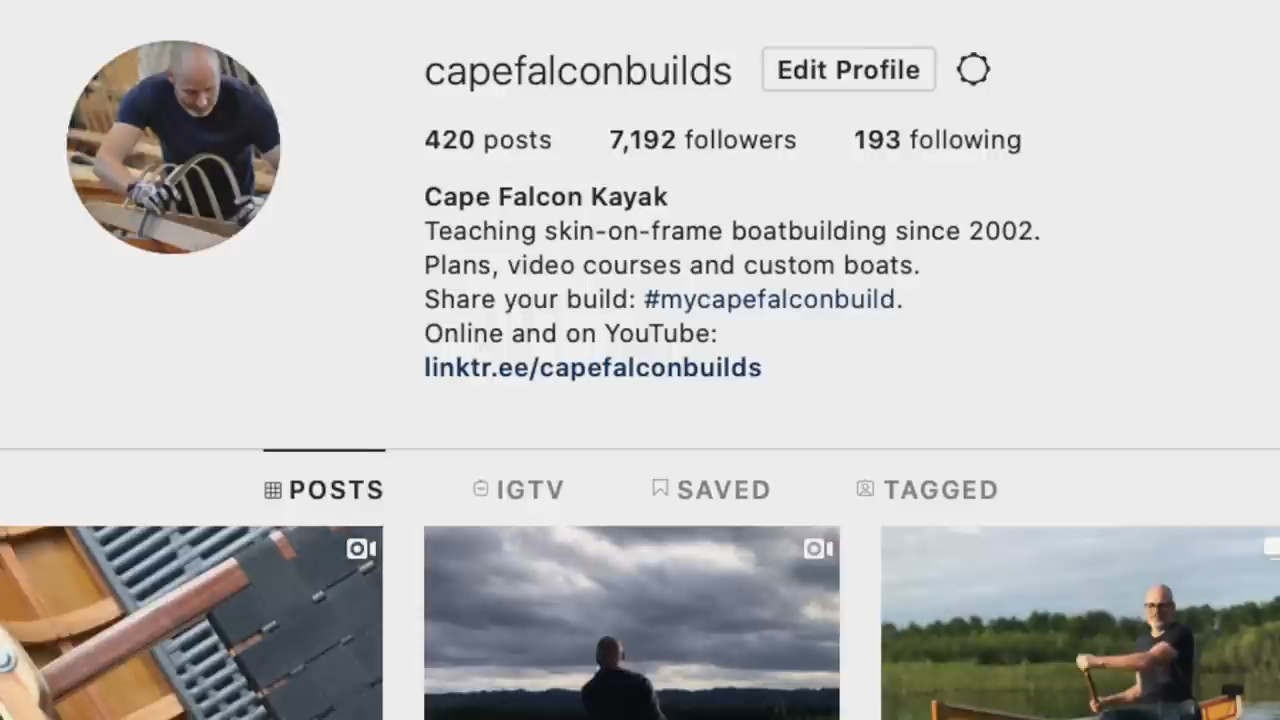 capefalconbuilds Edit Profile
420 posts 7,192 followers 193 following
Cape Falcon Kayak
Teaching skin-on-frame boatbuilding since 2002.
Plans, video courses and custom boats.
Share your build: #mycapefalconbuild.
Online and on YouTube:
linktr.ee/capefalconbuilds
POSTS IGTV SAVED TAGGED